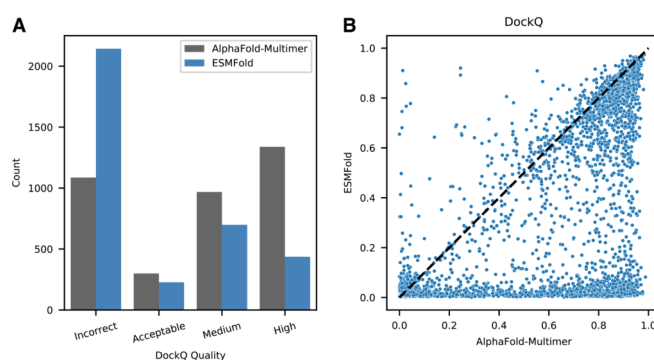 A
AlphaFold-Multimer
ESMFold
2000
1500
1000
500
0
Count
Incorrect
Acceptable
Medium
High
DockQ Quality
B
DockQ
1.0
0.8
0.6
0.4
0.2
0.0
ESMFold
0.0 0.2 0.4 0.6 0.8 1.0
AlphaFold-Multimer